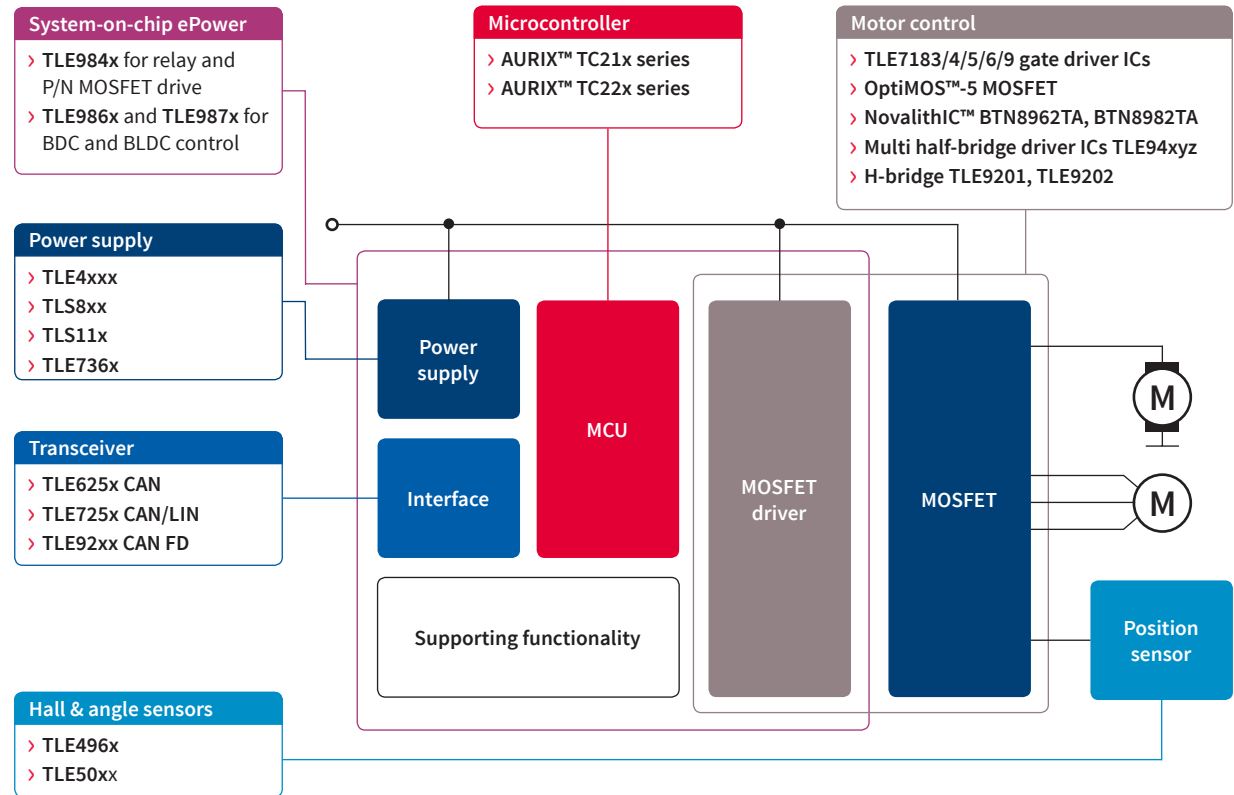 System-on-chip ePower
› TLE984x for relay and
P/N MOSFET drive
› TLE986x and TLE987x for
BDC and BLDC control
Microcontroller
› AURIX™ TC21x series
› AURIX™ TC22x series
Motor control
› TLE7183/4/5/6/9 gate driver ICs
› OptiMOS™-5 MOSFET
› NovalithIC™ BTN8962TA, BTN8982TA
› Multi half-bridge driver ICs TLE94xyz
› H-bridge TLE9201, TLE9202
Power supply
› TLE4xxx
› TLS8xx
› TLS11x
› TLE736x
Transceiver
› TLE625x CAN
› TLE725x CAN/LIN
› TLE92xx CAN FD
Hall & angle sensors
› TLE496x
› TLE50xx
Power
supply
Interface
MCU
Supporting functionality
MOSFET
driver
MOSFET
M
M
Position
sensor